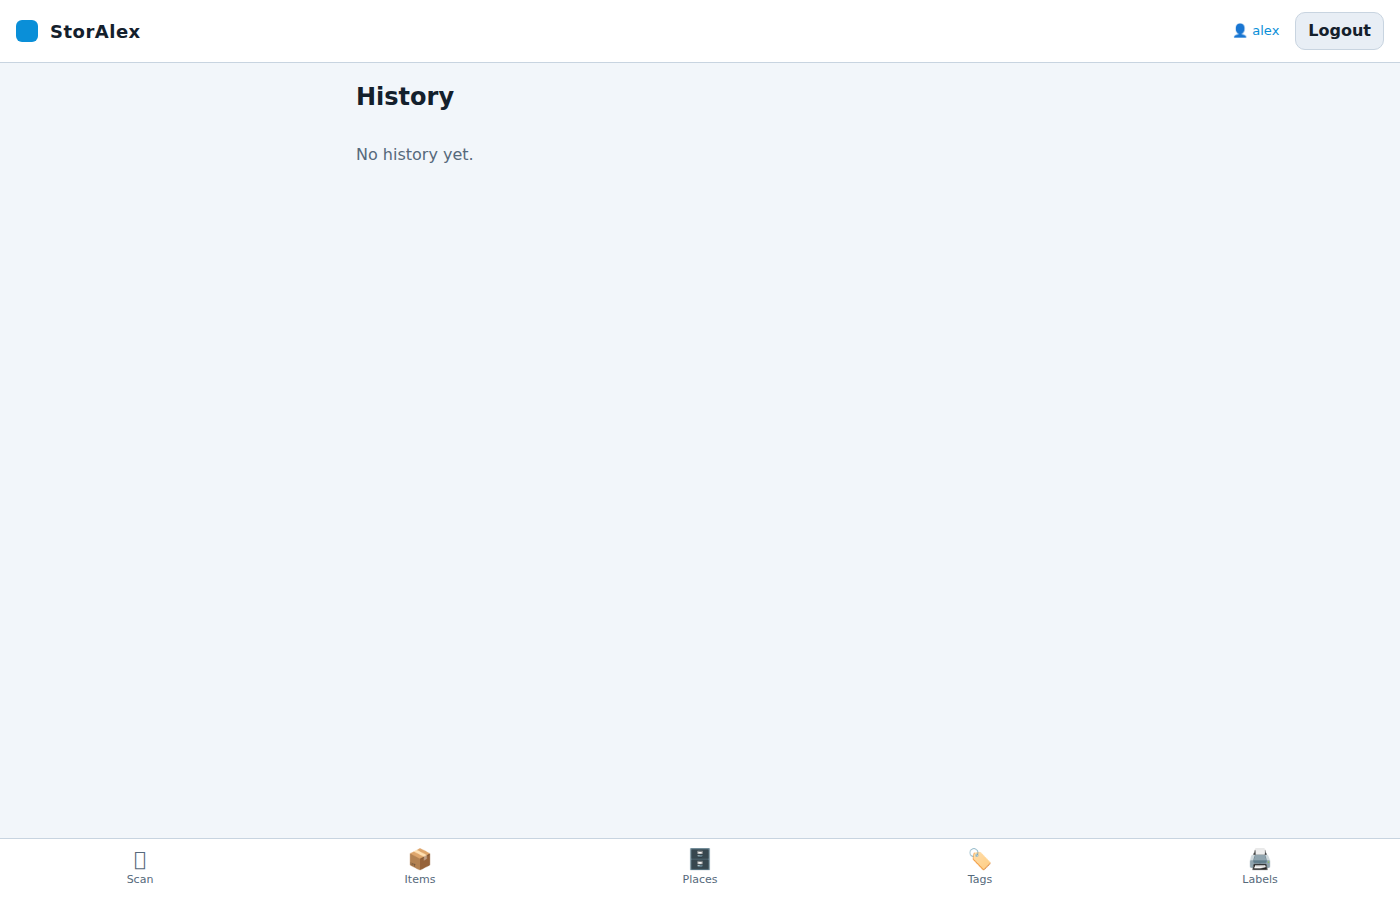 StorAlex
👤 alex
Logout
History
No history yet.
Scan
Items
Places
Tags
Labels